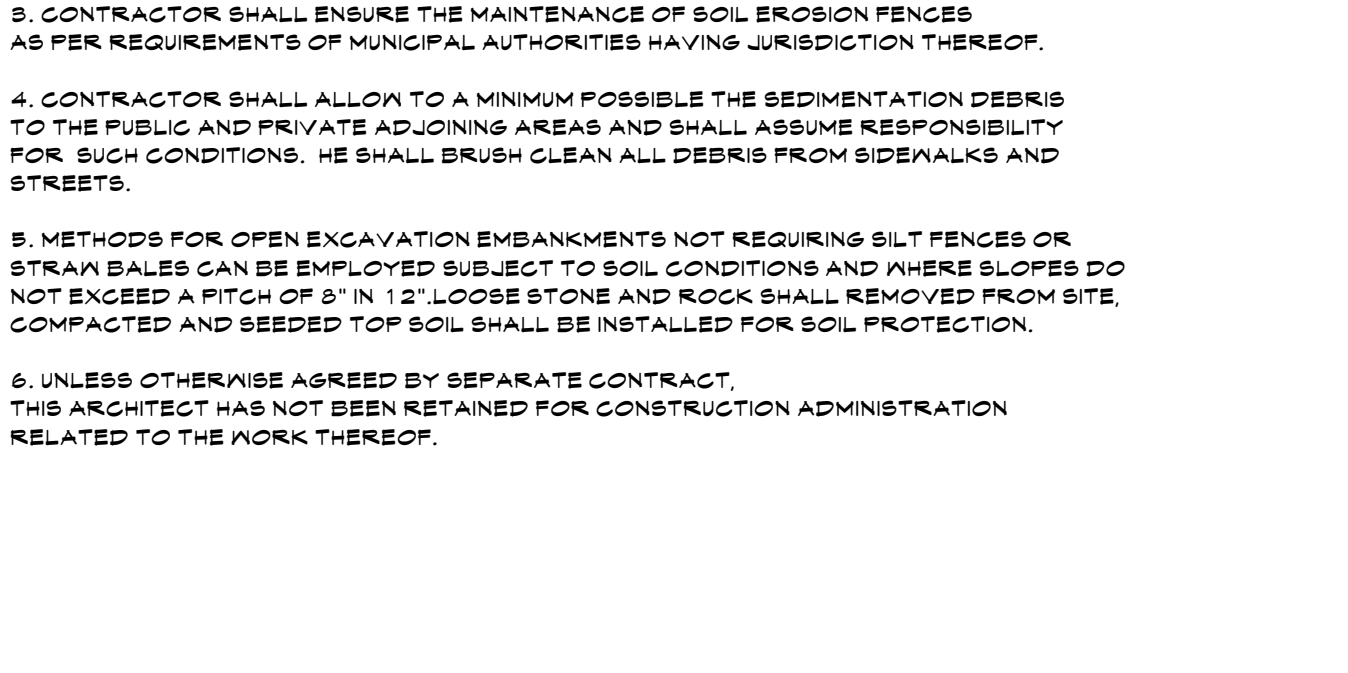 3. CONTRACTOR SHALL ENSURE THE MAINTENANCE OF SOIL EROSION FENCES
AS PER REQUIREMENTS OF MUNICIPAL AUTHORITIES HAVING JURISDICTION THEREOF.
4. CONTRACTOR SHALL ALLOW TO A MINIMUM POSSIBLE THE SEDIMENTATION DEBRIS
TO THE PUBLIC AND PRIVATE ADJOINING AREAS AND SHALL ASSUME RESPONSIBILITY
FOR SUCH CONDITIONS. HE SHALL BRUSH CLEAN ALL DEBRIS FROM SIDEWALKS AND
STREETS.
5. METHODS FOR OPEN EXCAVATION EMBANKMENTS NOT REQUIRING SILT FENCES OR
STRAW BALES CAN BE EMPLOYED SUBJECT TO SOIL CONDITIONS AND WHERE SLOPES DO
NOT EXCEED A PITCH OF 8" IN 12".LOOSE STONE AND ROCK SHALL REMOVED FROM SITE,
COMPACTED AND SEEDED TOP SOIL SHALL BE INSTALLED FOR SOIL PROTECTION.
6. UNLESS OTHERWISE AGREED BY SEPARATE CONTRACT,
THIS ARCHITECT HAS NOT BEEN RETAINED FOR CONSTRUCTION ADMINISTRATION
RELATED TO THE WORK THEREOF.